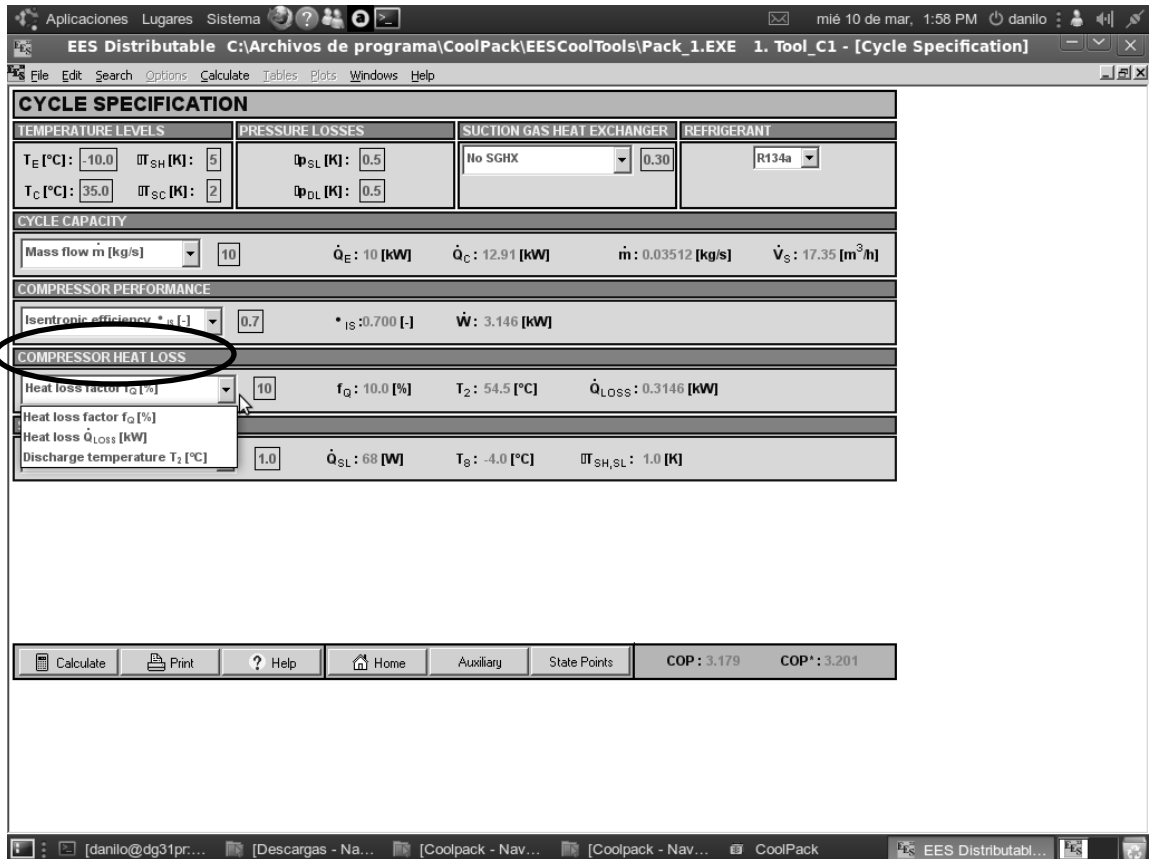 Aplicaciones Lugares Sistema mié 10 de mar, 1:58 PM danilo
EES Distributable C:\Archivos de programa\CoolPack\EESCoolTools\Pack_1.EXE 1. Tool_C1 - [Cycle Specification]
File Edit Search Options Calculate Tables Plots Windows Help
CYCLE SPECIFICATION
TEMPERATURE LEVELS PRESSURE LOSSES SUCTION GAS HEAT EXCHANGER REFRIGERANT
T_E [°C] : -10.0 T_SH [K] : 5 p_SL [K] : 0.5 No SGHX 0.30 R134a
T_C [°C] : 35.0 T_SC [K] : 2 p_DL [K] : 0.5
CYCLE CAPACITY
Mass flow ṁ [kg/s] 10 Q̇_E : 10 [kW] Q̇_C : 12.91 [kW] ṁ : 0.03512 [kg/s] V̇_S : 17.35 [m³/h]
COMPRESSOR PERFORMANCE
Isentropic efficiency • IS [-] 0.7 • IS :0.700 [-] Ẇ : 3.146 [kW]
COMPRESSOR HEAT LOSS
Heat loss factor f_Q [%] 10 f_Q : 10.0 [%] T_2 : 54.5 [°C] Q̇_LOSS : 0.3146 [kW]
Heat loss factor f_Q [%]
Heat loss Q̇_LOSS [kW]
Discharge temperature T_2 [°C] 1.0 Q̇_SL : 68 [W] T_8 : -4.0 [°C] T_SH,SL : 1.0 [K]
Calculate Print ? Help Home Auxiliary State Points COP : 3.179 COP* : 3.201
[danilo@dg31pr:... [Descargas - Na... [Coolpack - Nav... [Coolpack - Nav... CoolPack EES Distributabl...